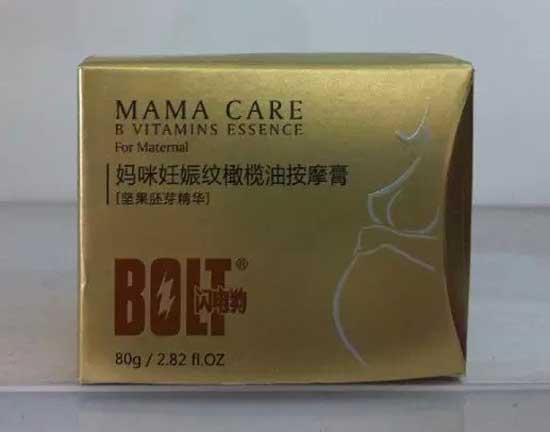 MAMA CARE
B VITAMINS ESSENCE
For Maternal
妈咪妊娠纹橄榄油按摩膏
[坚果胚芽精华]
BOLT®
闪电豹
80g / 2.82 fl.OZ